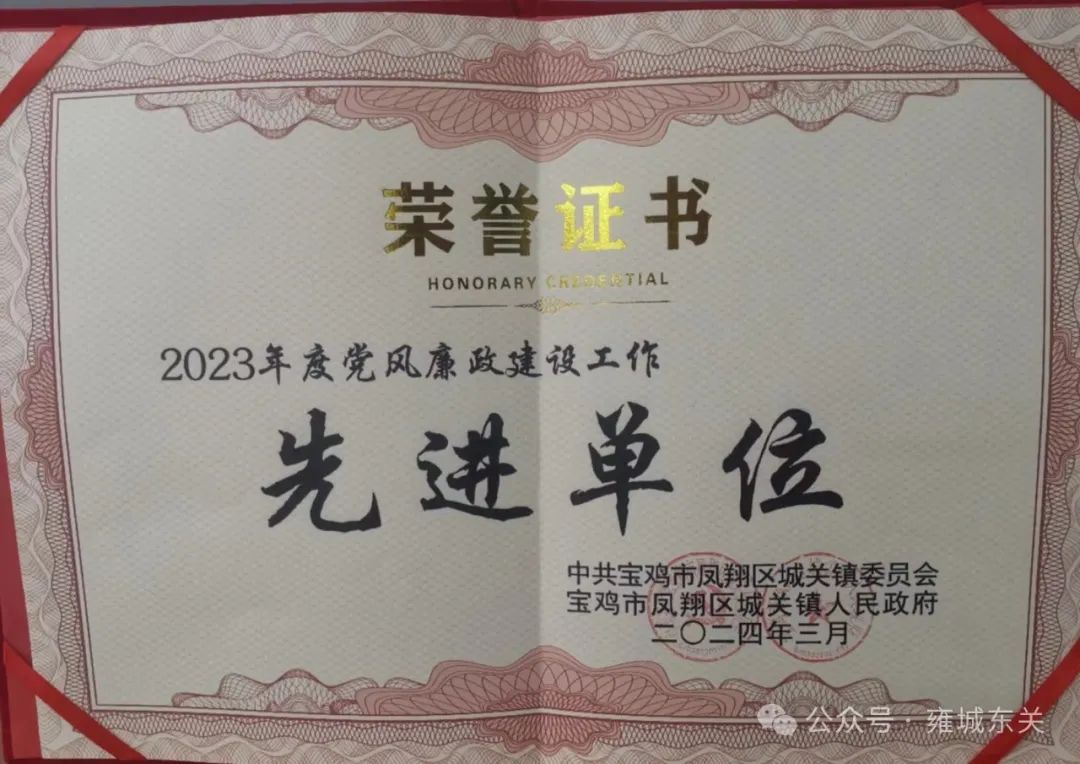 荣誉证书
HONORARY CREDENTIAL
2023年度党风廉政建设工作
先进单位
中共宝鸡市凤翔区城关镇委员会
宝鸡市凤翔区城关镇人民政府
二〇二四年三月
公众号·雍城东关